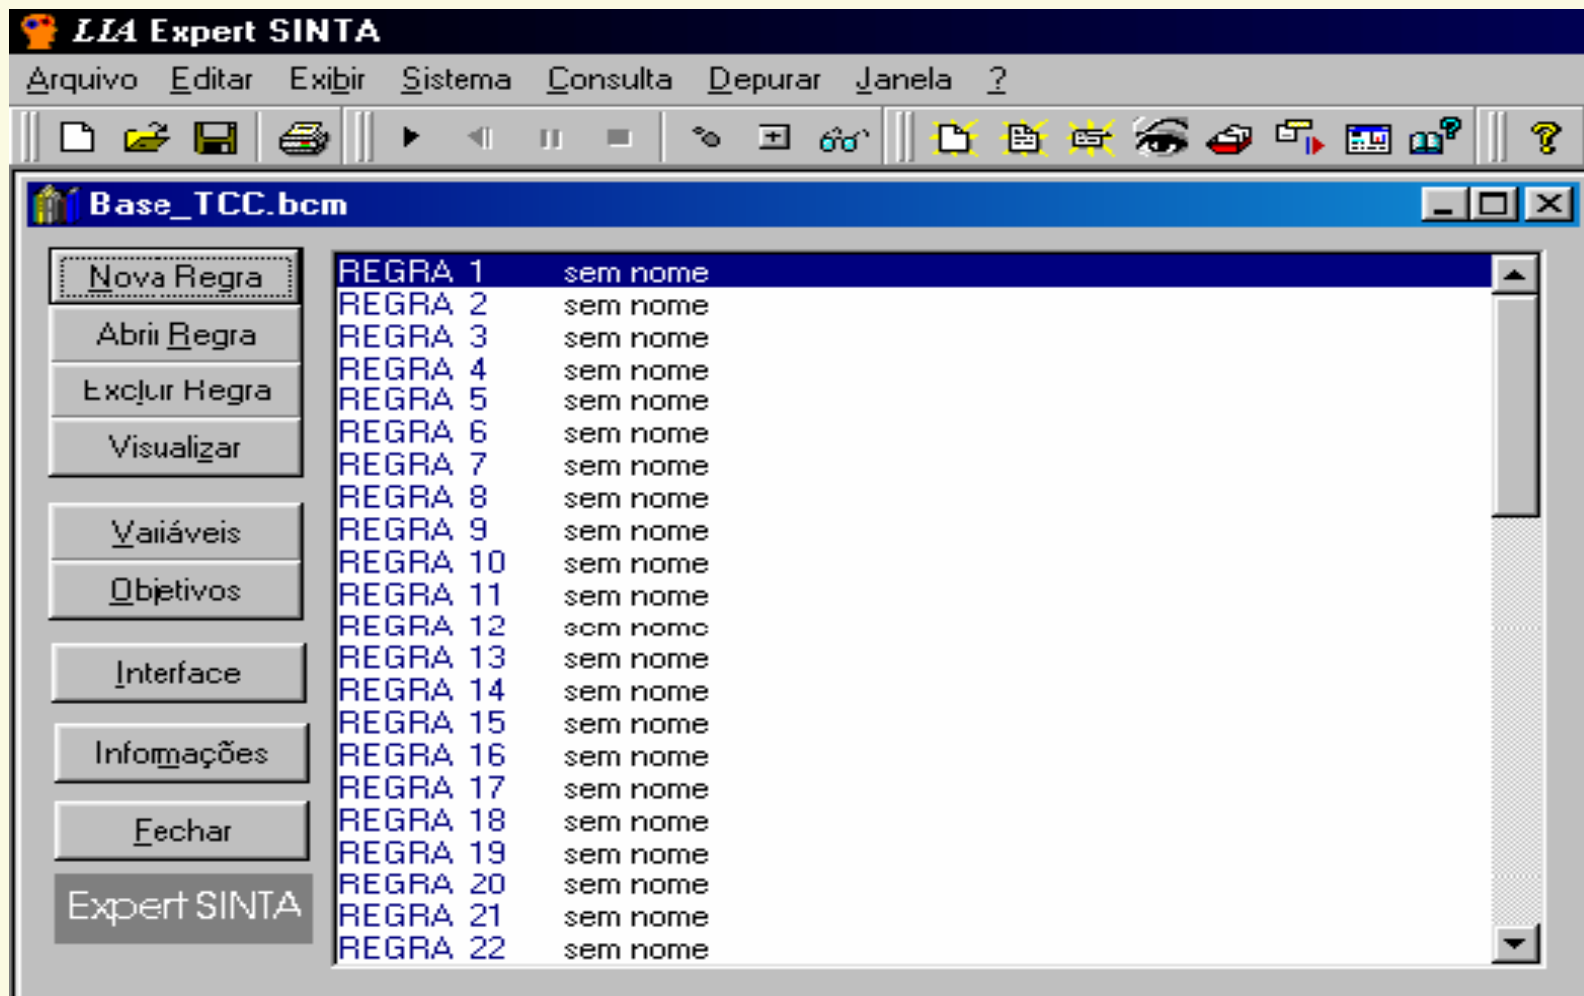 LIA Expert SINTA
Arquivo Editar Exibir Sistema Consulta Depurar Janela ?
Base_TCC.bcm
Nova Regra
Abrir Regra
Excluir Regra
Visualizar
Variáveis
Objetivos
Interface
Informações
Fechar
Expert SINTA
REGRA 1 sem nome
REGRA 2 sem nome
REGRA 3 sem nome
REGRA 4 sem nome
REGRA 5 sem nome
REGRA 6 sem nome
REGRA 7 sem nome
REGRA 8 sem nome
REGRA 9 sem nome
REGRA 10 sem nome
REGRA 11 sem nome
REGRA 12 sem nome
REGRA 13 sem nome
REGRA 14 sem nome
REGRA 15 sem nome
REGRA 16 sem nome
REGRA 17 sem nome
REGRA 18 sem nome
REGRA 19 sem nome
REGRA 20 sem nome
REGRA 21 sem nome
REGRA 22 sem nome